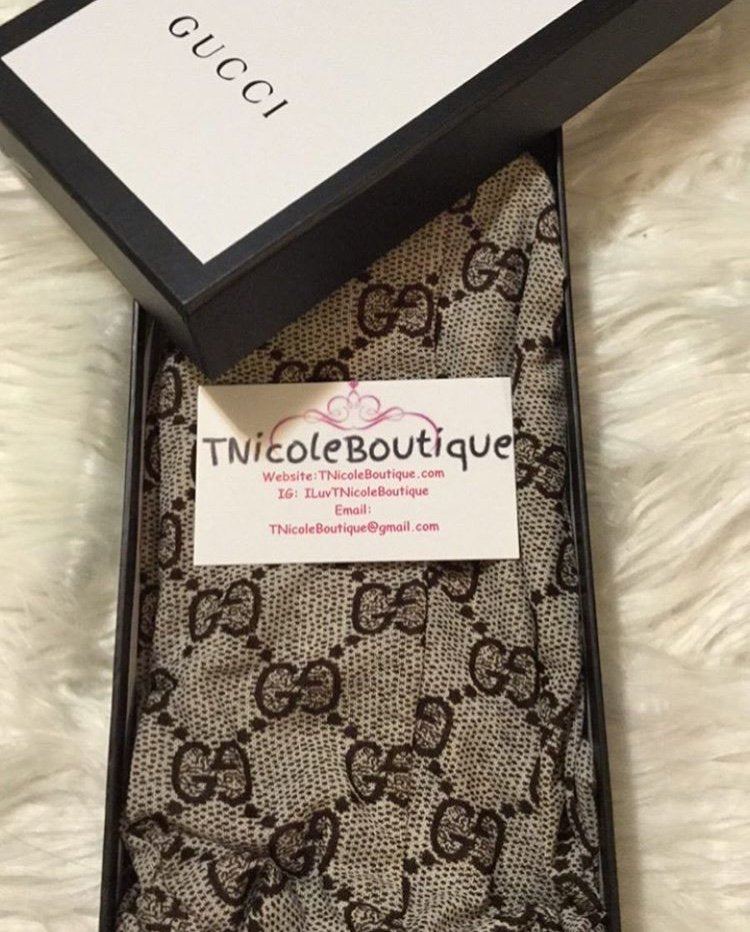 GUCCI
TNicoleBoutique
Website:TNicoleBoutique.com
IG: ILuvTNicoleBoutique
Email:
TNicoleBoutique@gmail.com